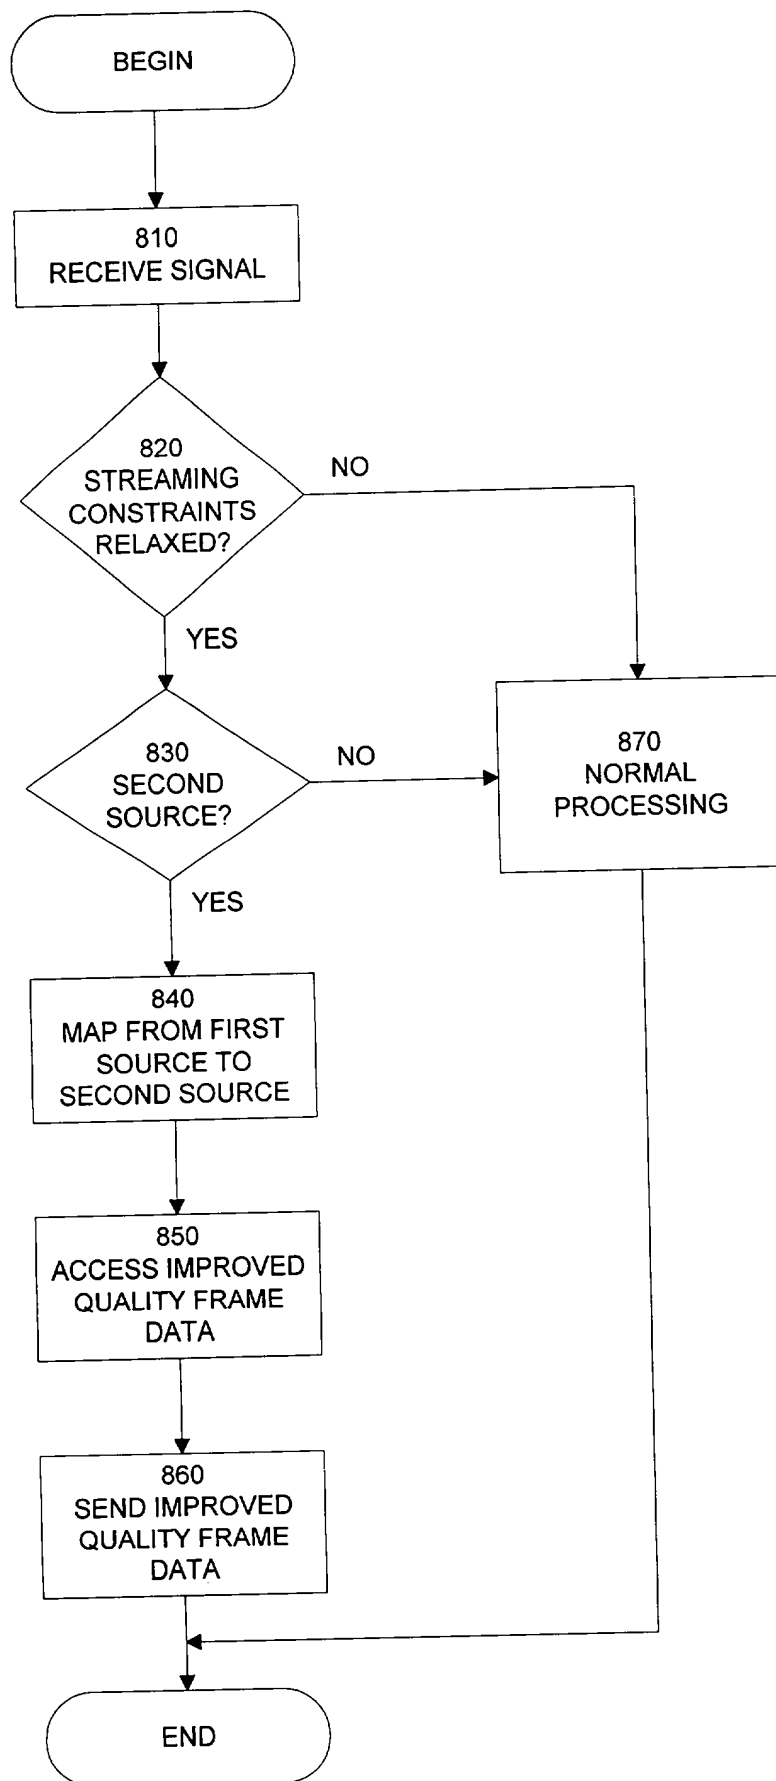 BEGIN
810
RECEIVE SIGNAL
820
STREAMING
CONSTRAINTS
RELAXED?
NO
YES
830
SECOND
SOURCE?
NO
870
NORMAL
PROCESSING
YES
840
MAP FROM FIRST
SOURCE TO
SECOND SOURCE
850
ACCESS IMPROVED
QUALITY FRAME
DATA
860
SEND IMPROVED
QUALITY FRAME
DATA
END